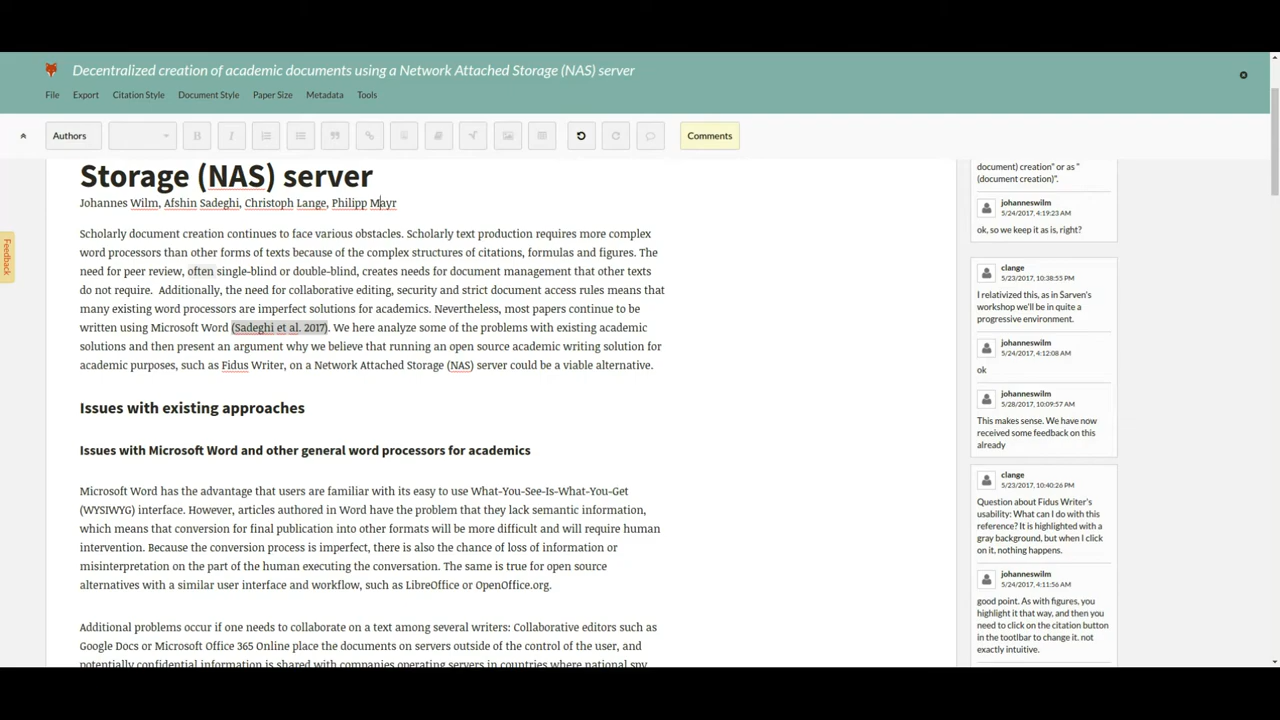 Decentralized creation of academic documents using a Network Attached Storage (NAS) server
File Export Citation Style Document Style Paper Size Metadata Tools
Authors Comments
Feedback
Storage (NAS) server
Johannes Wilm, Afshin Sadeghi, Christoph Lange, Philipp Mayr
Scholarly document creation continues to face various obstacles. Scholarly text production requires more complex
word processors than other forms of texts because of the complex structures of citations, formulas and figures. The
need for peer review, often single-blind or double-blind, creates needs for document management that other texts
do not require. Additionally, the need for collaborative editing, security and strict document access rules means that
many existing word processors are imperfect solutions for academics. Nevertheless, most papers continue to be
written using Microsoft Word (Sadeghi et al. 2017). We here analyze some of the problems with existing academic
solutions and then present an argument why we believe that running an open source academic writing solution for
academic purposes, such as Fidus Writer, on a Network Attached Storage (NAS) server could be a viable alternative.
Issues with existing approaches
Issues with Microsoft Word and other general word processors for academics
Microsoft Word has the advantage that users are familiar with its easy to use What-You-See-Is-What-You-Get
(WYSIWYG) interface. However, articles authored in Word have the problem that they lack semantic information,
which means that conversion for final publication into other formats will be more difficult and will require human
intervention. Because the conversion process is imperfect, there is also the chance of loss of information or
misinterpretation on the part of the human executing the conversation. The same is true for open source
alternatives with a similar user interface and workflow, such as LibreOffice or OpenOffice.org.
Additional problems occur if one needs to collaborate on a text among several writers: Collaborative editors such as
Google Docs or Microsoft Office 365 Online place the documents on servers outside of the control of the user, and
potentially confidential information is shared with companies operating servers in countries where national spy
document) creation" or as "
(document creation)".
johanneswilm
5/24/2017, 4:19:23 AM
ok, so we keep it as is, right?
clange
5/23/2017, 10:38:55 PM
I relativized this, as in Sarven's
workshop we'll be in quite a
progressive environment.
johanneswilm
5/24/2017, 4:12:08 AM
ok
johanneswilm
5/28/2017, 10:09:57 AM
This makes sense. We have now
received some feedback on this
already
clange
5/23/2017, 10:40:26 PM
Question about Fidus Writer's
usability: What can I do with this
reference? It is highlighted with a
gray background, but when I click
on it, nothing happens.
johanneswilm
5/24/2017, 4:11:56 AM
good point. As with figures, you
highlight it that way, and then you
need to click on the citation button
in the tootlbar to change it. not
exactly intuitive.